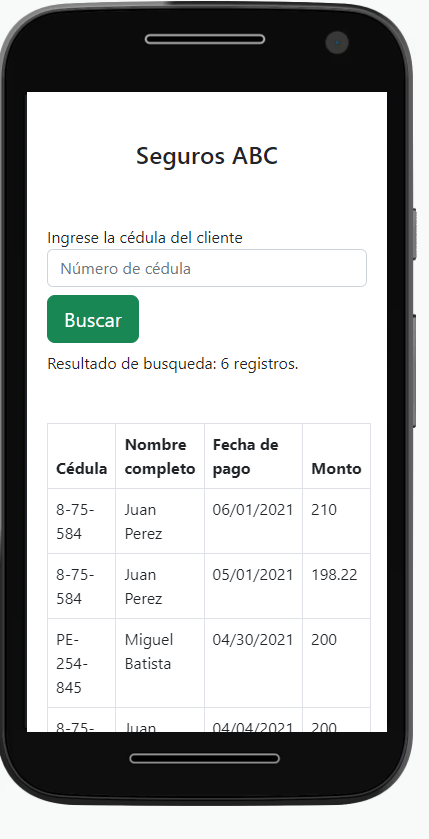 Seguros ABC
Ingrese la cédula del cliente
Número de cédula
Buscar
Resultado de busqueda: 6 registros.
Cédula Nombre completo Fecha de pago Monto
8-75-584 Juan Perez 06/01/2021 210
8-75-584 Juan Perez 05/01/2021 198.22
PE-254-845 Miguel Batista 04/30/2021 200
8-75- Juan 04/04/2021 200